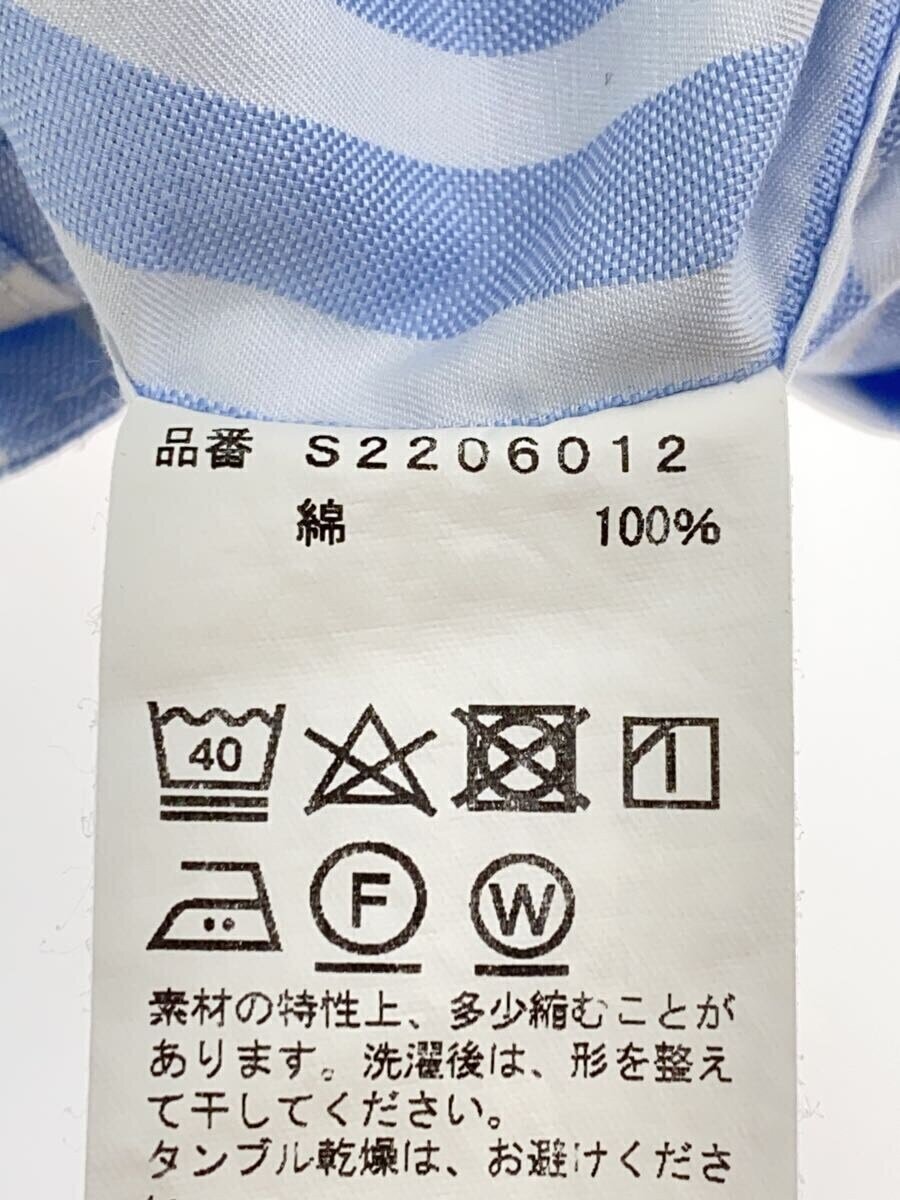 品番 S2206012
綿 100%
40
F W
素材の特性上、多少縮むことが
あります。洗濯後は、形を整え
て干してください。
タンブル乾燥は、お避けくださ